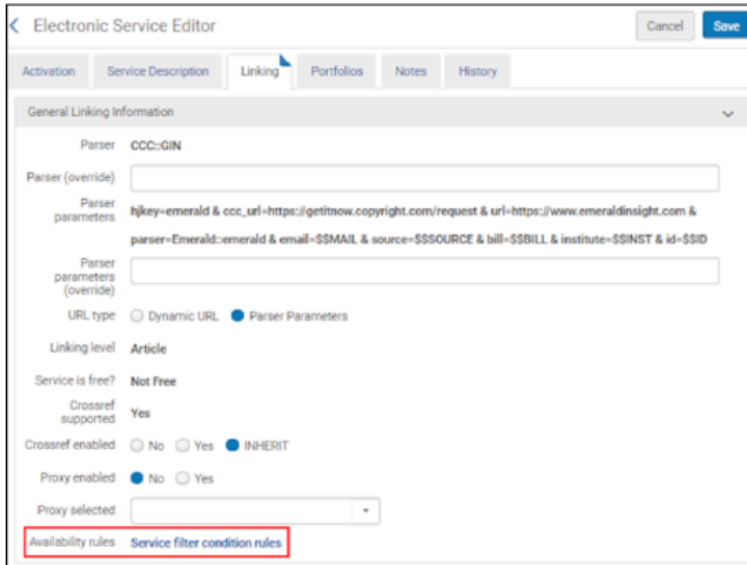 Electronic Service Editor
Cancel
Save
Activation
Service Description
Linking
Portfolios
Notes
History
General Linking Information
Parser CCC::GIN
Parser (override)
Parser parameters
hjkey=emerald & ccc_url=https://getitnow.copyright.com/request & url=https://www.emeraldinsight.com &
parser=Emerald::emerald & email=$$MAIL & source=$$SOURCE & bill=$$BILL & institute=$$INST & id=$$ID
Parser
parameters
(override)
URL type Dynamic URL Parser Parameters
Linking level Article
Service is free? Not Free
Crossref
supported Yes
Crossref enabled No Yes INHERIT
Proxy enabled No Yes
Proxy selected
Availability rules Service filter condition rules